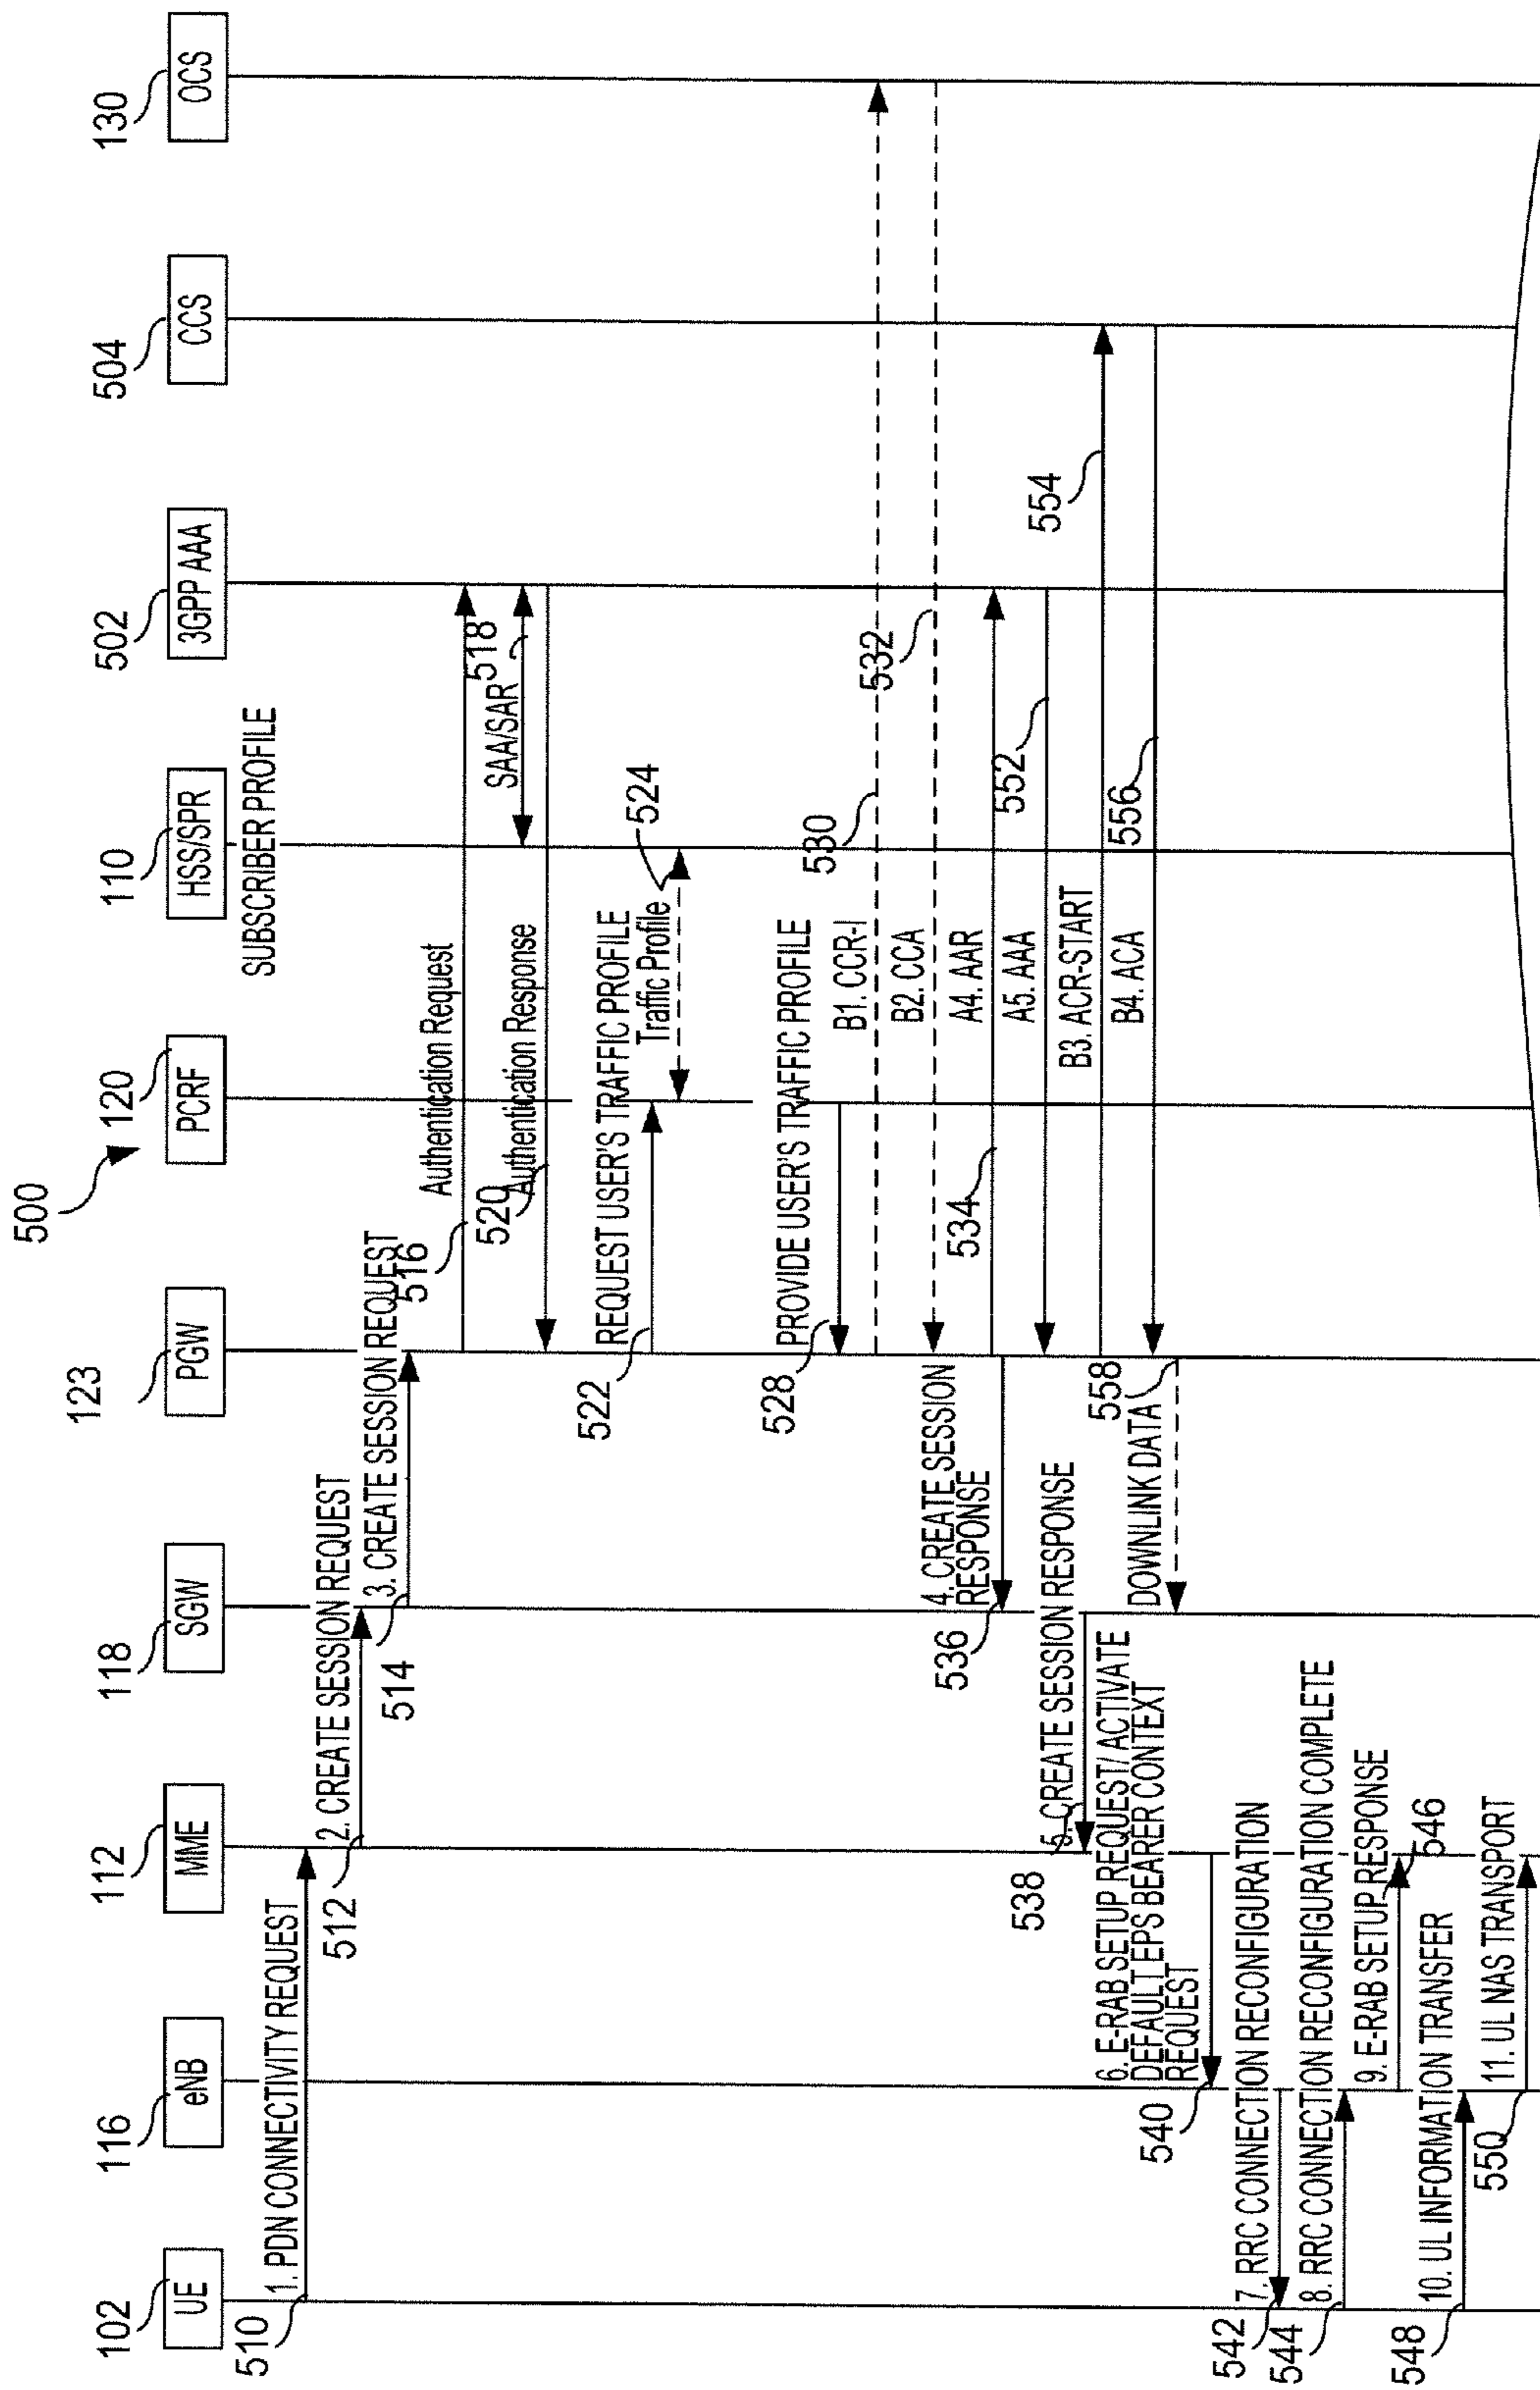 500
102
UE
116
eNB
112
MME
118
SGW
123
PGW
120
PCRF
110
HSS/SPR
SUBSCRIBER PROFILE
502
3GPP AAA
504
CCS
130
OCS
510
1. PDN CONNECTIVITY REQUEST
512
2. CREATE SESSION REQUEST
514
3. CREATE SESSION REQUEST
516
Authentication Request
SAA/SAR
518
520
Authentication Response
522
REQUEST USER'S TRAFFIC PROFILE
Traffic Profile
524
528
PROVIDE USER'S TRAFFIC PROFILE
530
B1. CCR-I
532
B2. CCA
534
A4. AAR
4. CREATE SESSION
RESPONSE
536
A5. AAA
552
538
5. CREATE SESSION RESPONSE
B3. ACR-START
554
B4. ACA
556
DOWNLINK DATA
558
6. E-RAB SETUP REQUEST/ ACTIVATE
DEFAULT EPS BEARER CONTEXT
REQUEST
540
542
7. RRC CONNECTION RECONFIGURATION
544
8. RRC CONNECTION RECONFIGURATION COMPLETE
9. E-RAB SETUP RESPONSE
546
548
10. UL INFORMATION TRANSFER
550
11. UL NAS TRANSPORT